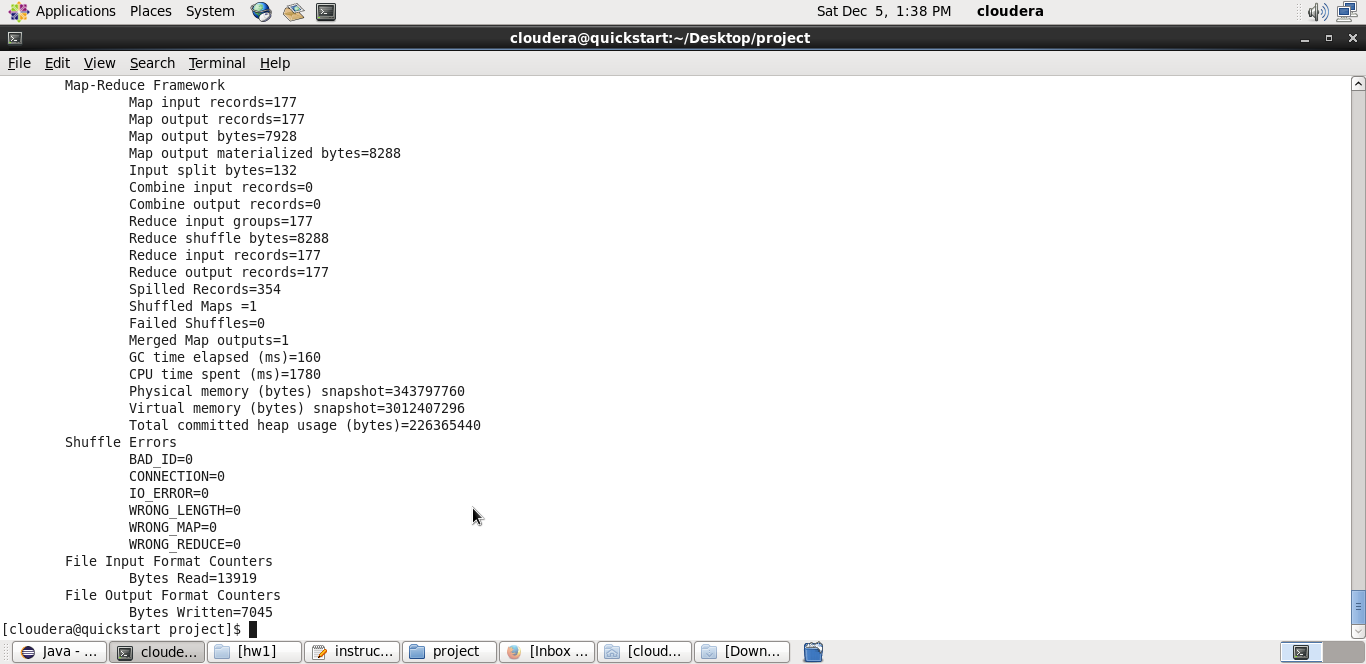 Applications Places System Sat Dec 5, 1:38 PM cloudera
cloudera@quickstart:~/Desktop/project
File Edit View Search Terminal Help
Map-Reduce Framework
Map input records=177
Map output records=177
Map output bytes=7928
Map output materialized bytes=8288
Input split bytes=132
Combine input records=0
Combine output records=0
Reduce input groups=177
Reduce shuffle bytes=8288
Reduce input records=177
Reduce output records=177
Spilled Records=354
Shuffled Maps =1
Failed Shuffles=0
Merged Map outputs=1
GC time elapsed (ms)=160
CPU time spent (ms)=1780
Physical memory (bytes) snapshot=343797760
Virtual memory (bytes) snapshot=3012407296
Total committed heap usage (bytes)=226365440
Shuffle Errors
BAD_ID=0
CONNECTION=0
IO_ERROR=0
WRONG_LENGTH=0
WRONG_MAP=0
WRONG_REDUCE=0
File Input Format Counters
Bytes Read=13919
File Output Format Counters
Bytes Written=7045
[cloudera@quickstart project]$
Java - ... cloude... [hw1] instruc... project [Inbox ... [cloud... [Down...